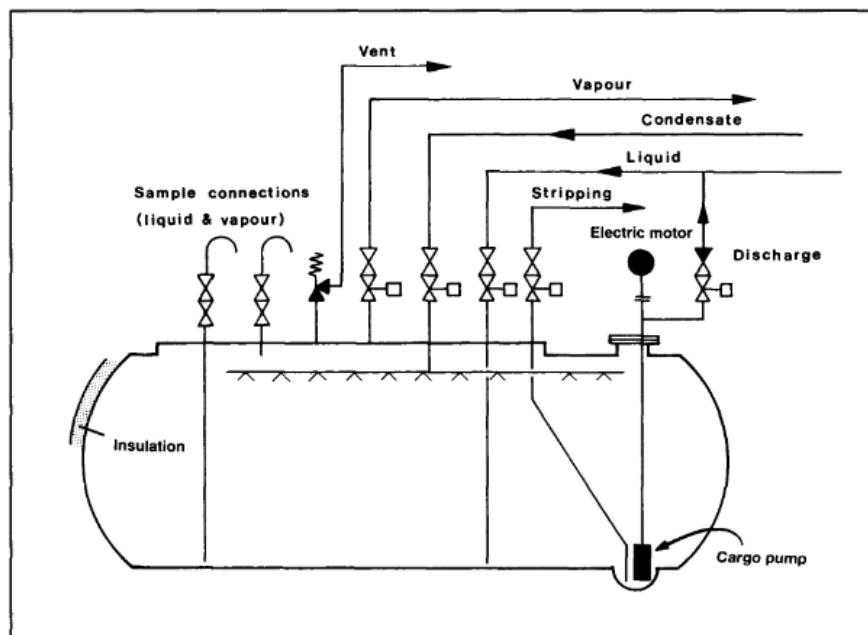 Vent
Vapour
Condensate
Liquid
Sample connections
(liquid & vapour)
Stripping
Electric motor
Discharge
Insulation
Cargo pump